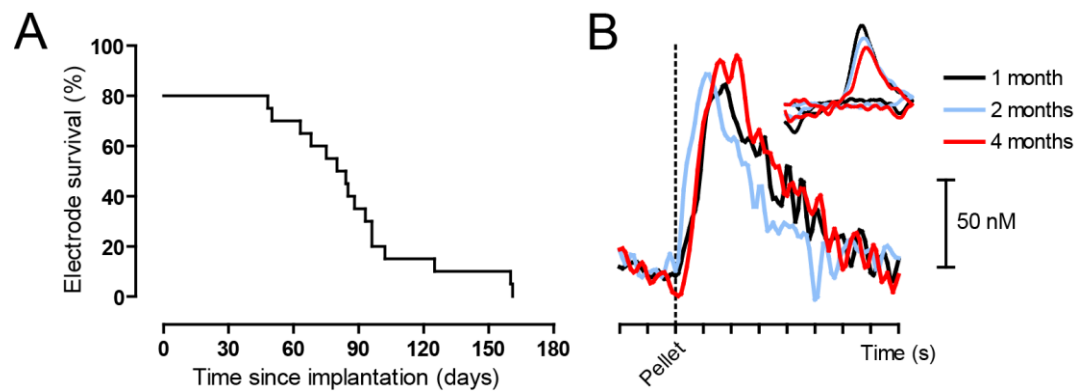 A
Electrode survival (%)
100
80
60
40
20
0
0 30 60 90 120 150 180
Time since implantation (days)
B
1 month
2 months
4 months
50 nM
Pellet
Time (s)